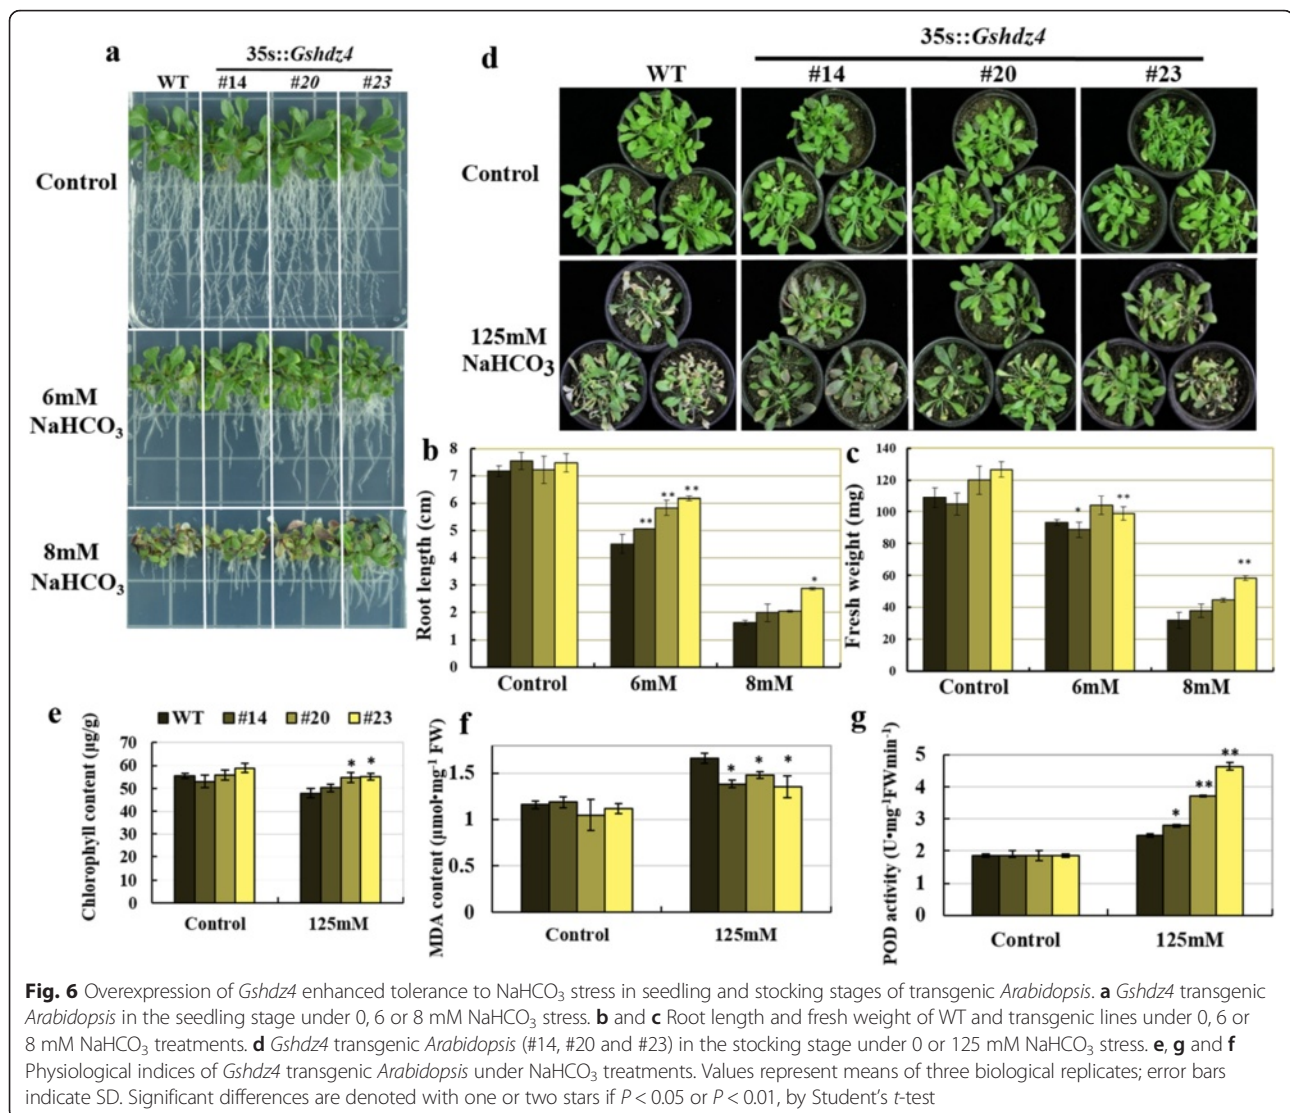 a
35s::Gshdz4
WT #14 #20 #23
Control
6mM
NaHCO₃
8mM
NaHCO₃
d
35s::Gshdz4
WT #14 #20 #23
Control
125mM
NaHCO₃
b
Root length (cm)
8
7
6
5
4
3
2
1
0
** ** **
*
Control 6mM 8mM
c
Fresh weight (mg)
140
120
100
80
60
40
20
0
* **
**
Control 6mM 8mM
e
WT #14 #20 #23
Chlorophyll content (μg/g)
70
60
50
40
30
20
10
0
* *
Control 125mM
f
MDA content (μmol•mg⁻¹ FW)
1.5
1
0.5
0
* * *
Control 125mM
g
POD activity (U•mg⁻¹FWmin⁻¹)
5
4
3
2
1
0
* ** **
Control 125mM
Fig. 6 Overexpression of Gshdz4 enhanced tolerance to NaHCO₃ stress in seedling and stocking stages of transgenic Arabidopsis. a Gshdz4 transgenic
Arabidopsis in the seedling stage under 0, 6 or 8 mM NaHCO₃ stress. b and c Root length and fresh weight of WT and transgenic lines under 0, 6 or
8 mM NaHCO₃ treatments. d Gshdz4 transgenic Arabidopsis (#14, #20 and #23) in the stocking stage under 0 or 125 mM NaHCO₃ stress. e, g and f
Physiological indices of Gshdz4 transgenic Arabidopsis under NaHCO₃ treatments. Values represent means of three biological replicates; error bars
indicate SD. Significant differences are denoted with one or two stars if P < 0.05 or P < 0.01, by Student's t-test